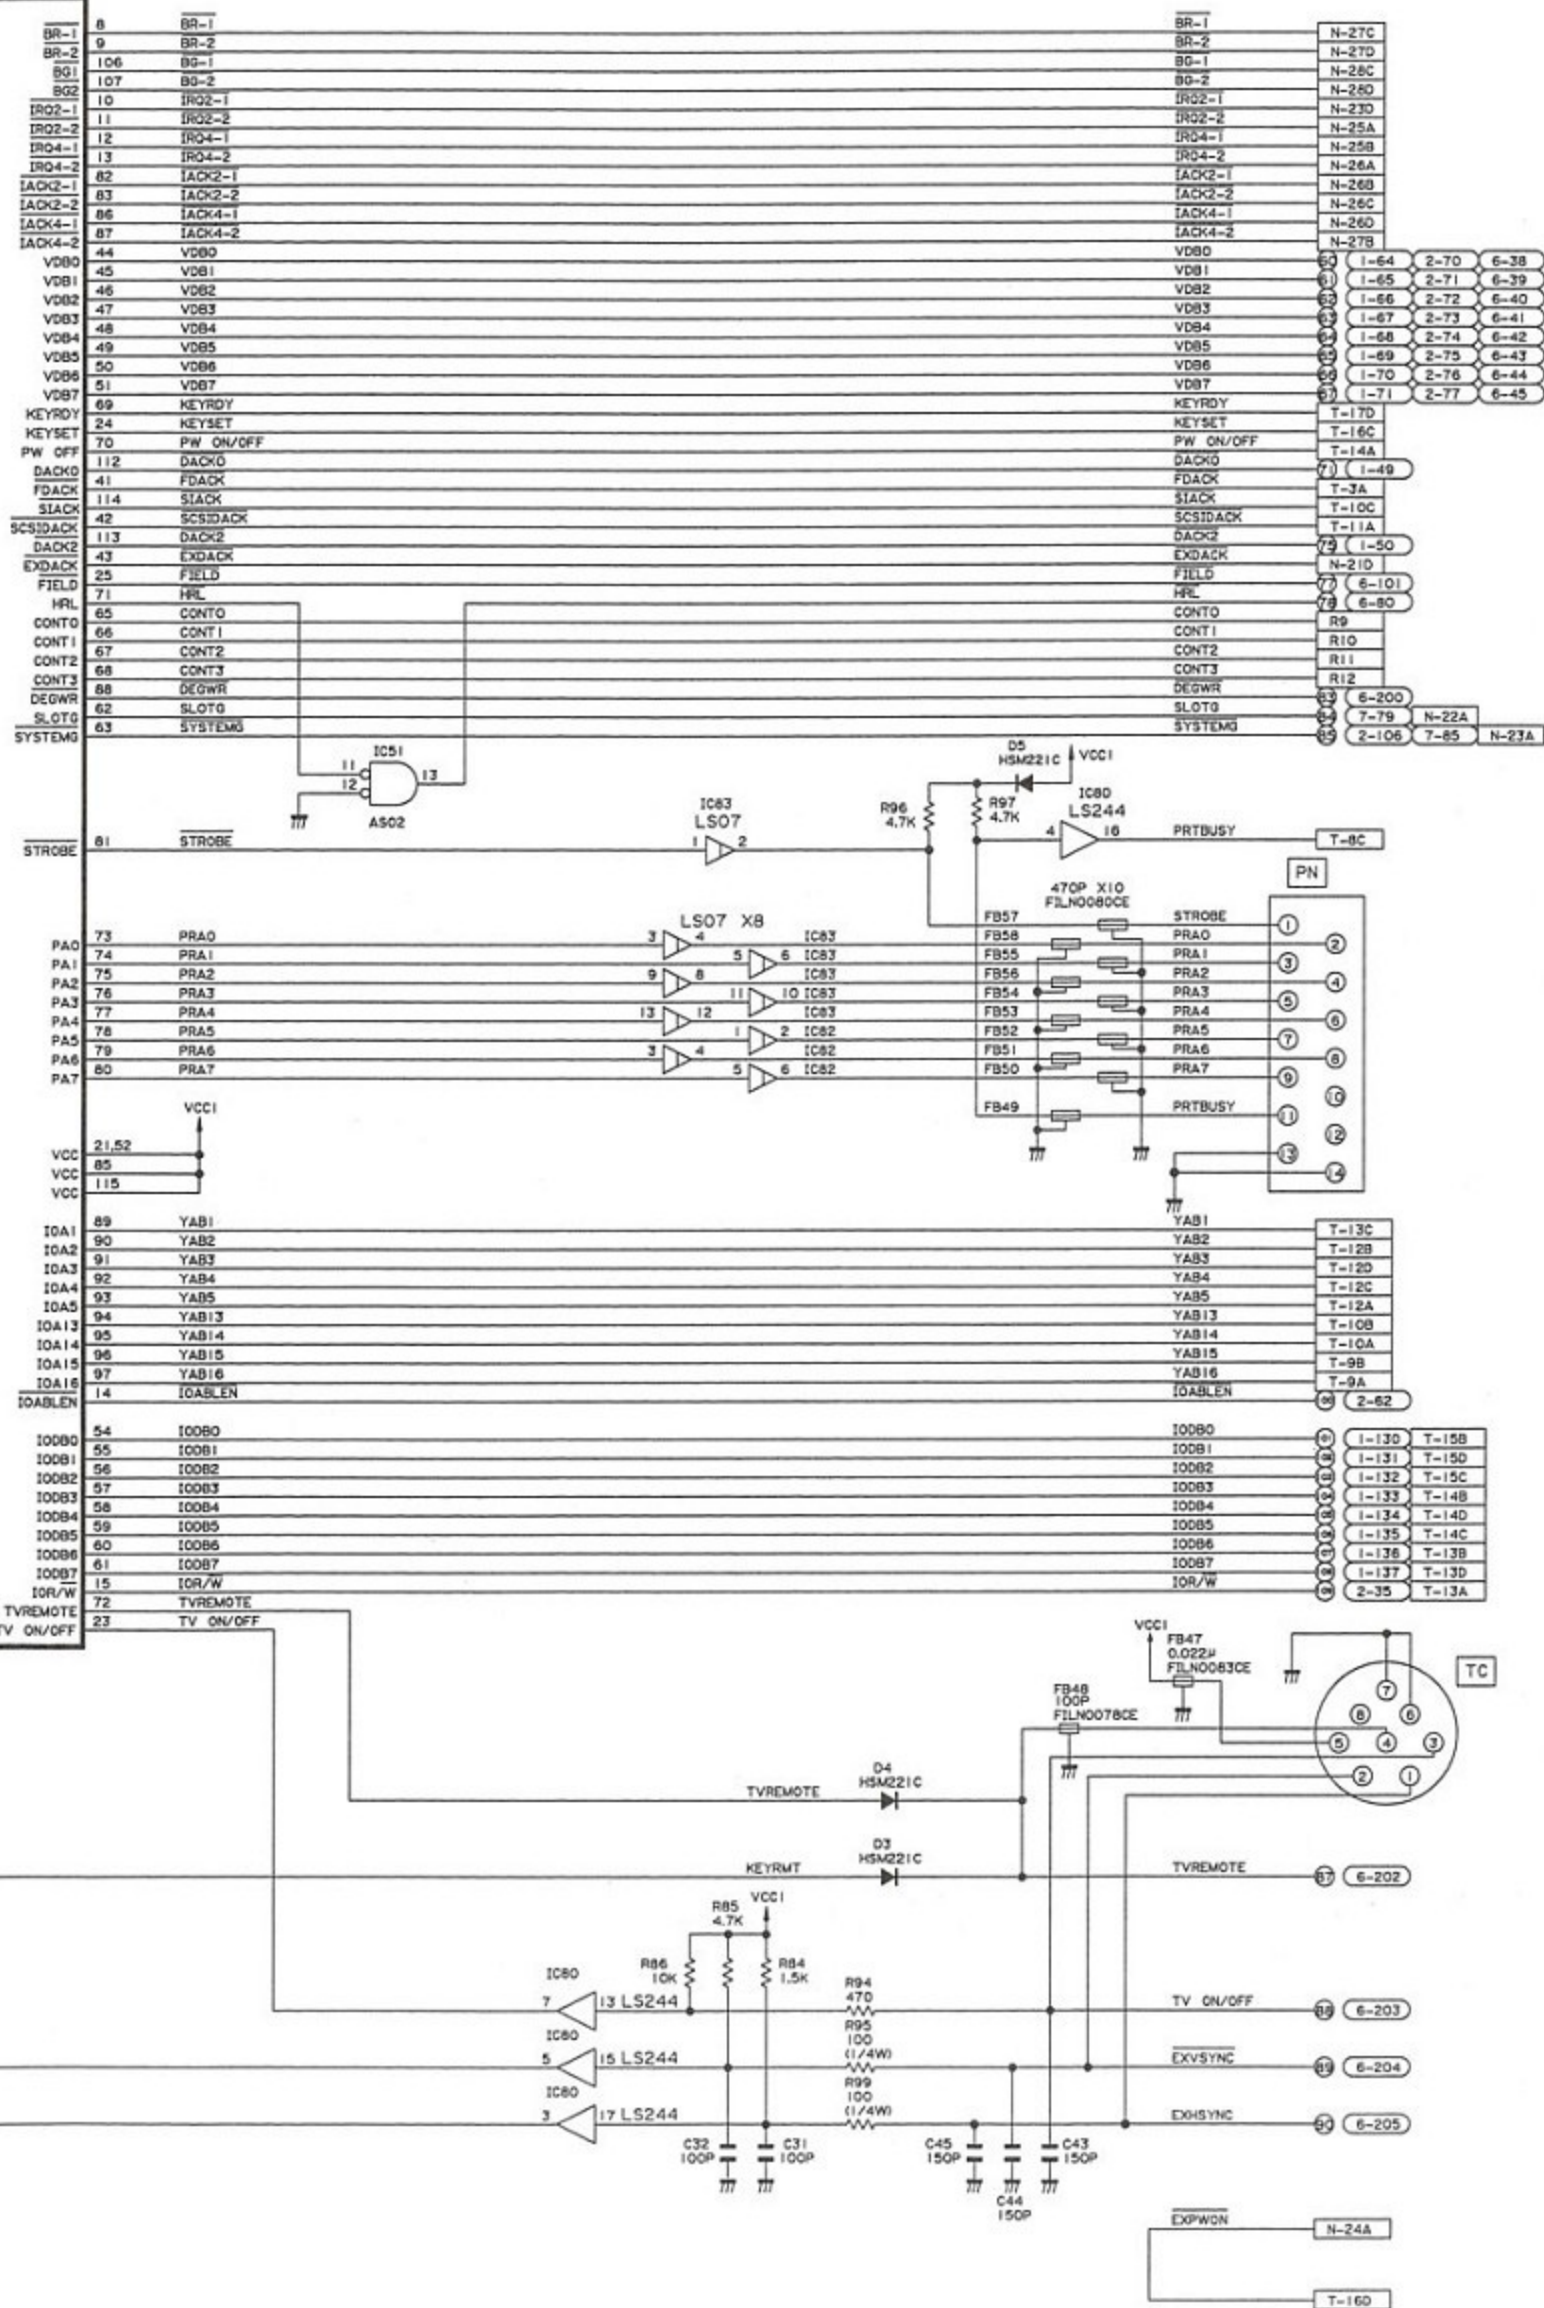 BR-1 8 BR-1 BR-1 N-27C
BR-2 9 BR-2 BR-2 N-27D
BG1 106 BG-1 BG-1 N-28C
BG2 107 BG-2 BG-2 N-28D
IRQ2-1 10 IRQ2-1 IRQ2-1 N-23D
IRQ2-2 11 IRQ2-2 IRQ2-2 N-25A
IRQ4-1 12 IRQ4-1 IRQ4-1 N-25B
IRQ4-2 13 IRQ4-2 IRQ4-2 N-26A
IACK2-1 82 IACK2-1 IACK2-1 N-26B
IACK2-2 83 IACK2-2 IACK2-2 N-26C
IACK4-1 86 IACK4-1 IACK4-1 N-26D
IACK4-2 87 IACK4-2 IACK4-2 N-27B
VDB0 44 VDB0 VDB0 60 1-64 2-70 6-38
VDB1 45 VDB1 VDB1 61 1-65 2-71 6-39
VDB2 46 VDB2 VDB2 62 1-66 2-72 6-40
VDB3 47 VDB3 VDB3 63 1-67 2-73 6-41
VDB4 48 VDB4 VDB4 64 1-68 2-74 6-42
VDB5 49 VDB5 VDB5 65 1-69 2-75 6-43
VDB6 50 VDB6 VDB6 66 1-70 2-76 6-44
VDB7 51 VDB7 VDB7 67 1-71 2-77 6-45
KEYRDY 69 KEYRDY KEYRDY T-17D
KEYSET 24 KEYSET KEYSET T-16C
PW OFF 70 PW ON/OFF PW ON/OFF T-14A
DACK0 112 DACK0 DACK0 71 1-49
FDACK 41 FDACK FDACK T-3A
SIACK 114 SIACK SIACK T-10C
SCSIDACK 42 SCSIDACK SCSIDACK T-11A
DACK2 113 DACK2 DACK2 75 1-50
EXDACK 43 EXDACK EXDACK N-21D
FIELD 25 FIELD FIELD 77 6-101
HRL 71 HRL HRL 78 6-80
CONT0 65 CONT0 CONT0 R9
CONT1 66 CONT1 CONT1 R10
CONT2 67 CONT2 CONT2 R11
CONT3 68 CONT3 CONT3 R12
DEGWR 88 DEGWR DEGWR 83 6-200
SLOTG 62 SLOTG SLOTG 84 7-79 N-22A
SYSTEMG 63 SYSTEMG SYSTEMG 85 2-106 7-85 N-23A
IC51
11
12
13
AS02
D5
HSM221C
VCC1
R96
4.7K
R97
4.7K
IC80
LS244
4 16 PRTBUSY T-8C
IC83
LS07
STROBE 81 STROBE 1 2
PN
470P X10
FILN0080CE
FB57 STROBE 1
LS07 X8
PA0 73 PRA0 3 4 IC83 FB58 PRA0 2
PA1 74 PRA1 5 6 IC83 FB55 PRA1 3
PA2 75 PRA2 9 8 IC83 FB56 PRA2 4
PA3 76 PRA3 11 10 IC83 FB54 PRA3 5
PA4 77 PRA4 13 12 IC83 FB53 PRA4 6
PA5 78 PRA5 1 2 IC82 FB52 PRA5 7
PA6 79 PRA6 3 4 IC82 FB51 PRA6 8
PA7 80 PRA7 5 6 IC82 FB50 PRA7 9
10
FB49 PRTBUSY 11
12
13
14
VCC1
VCC 21,52
VCC 85
VCC 115
IOA1 89 YAB1 YAB1 T-13C
IOA2 90 YAB2 YAB2 T-12B
IOA3 91 YAB3 YAB3 T-12D
IOA4 92 YAB4 YAB4 T-12C
IOA5 93 YAB5 YAB5 T-12A
IOA13 94 YAB13 YAB13 T-10B
IOA14 95 YAB14 YAB14 T-10A
IOA15 96 YAB15 YAB15 T-9B
IOA16 97 YAB16 YAB16 T-9A
IOABLEN 14 IOABLEN IOABLEN 2-62
IODB0 54 IODB0 IODB0 1-130 T-15B
IODB1 55 IODB1 IODB1 1-131 T-15D
IODB2 56 IODB2 IODB2 1-132 T-15C
IODB3 57 IODB3 IODB3 1-133 T-14B
IODB4 58 IODB4 IODB4 1-134 T-14D
IODB5 59 IODB5 IODB5 1-135 T-14C
IODB6 60 IODB6 IODB6 1-136 T-13B
IODB7 61 IODB7 IODB7 1-137 T-13D
IOR/W 15 IOR/W IOR/W 2-35 T-13A
TVREMOTE 72 TVREMOTE
TV ON/OFF 23 TV ON/OFF
VCC1
FB47
0.022μ
FILN0083CE
FB48
100P
FILN0078CE
TC
7
8 6
5 4 3
2 1
D4
HSM221C
TVREMOTE
D3
HSM221C
KEYRMT TVREMOTE 87 6-202
R85
4.7K
VCC1
R86
10K
R84
1.5K
IC80
7 13 LS244
R94
470
TV ON/OFF 88 6-203
IC80
5 15 LS244
R95
100
(1/4W)
EXVSYNC 89 6-204
IC80
3 17 LS244
R99
100
(1/4W)
EXHSYNC 90 6-205
C32
100P
C31
100P
C45
150P
C43
150P
C44
150P
EXPWON N-24A
T-16D